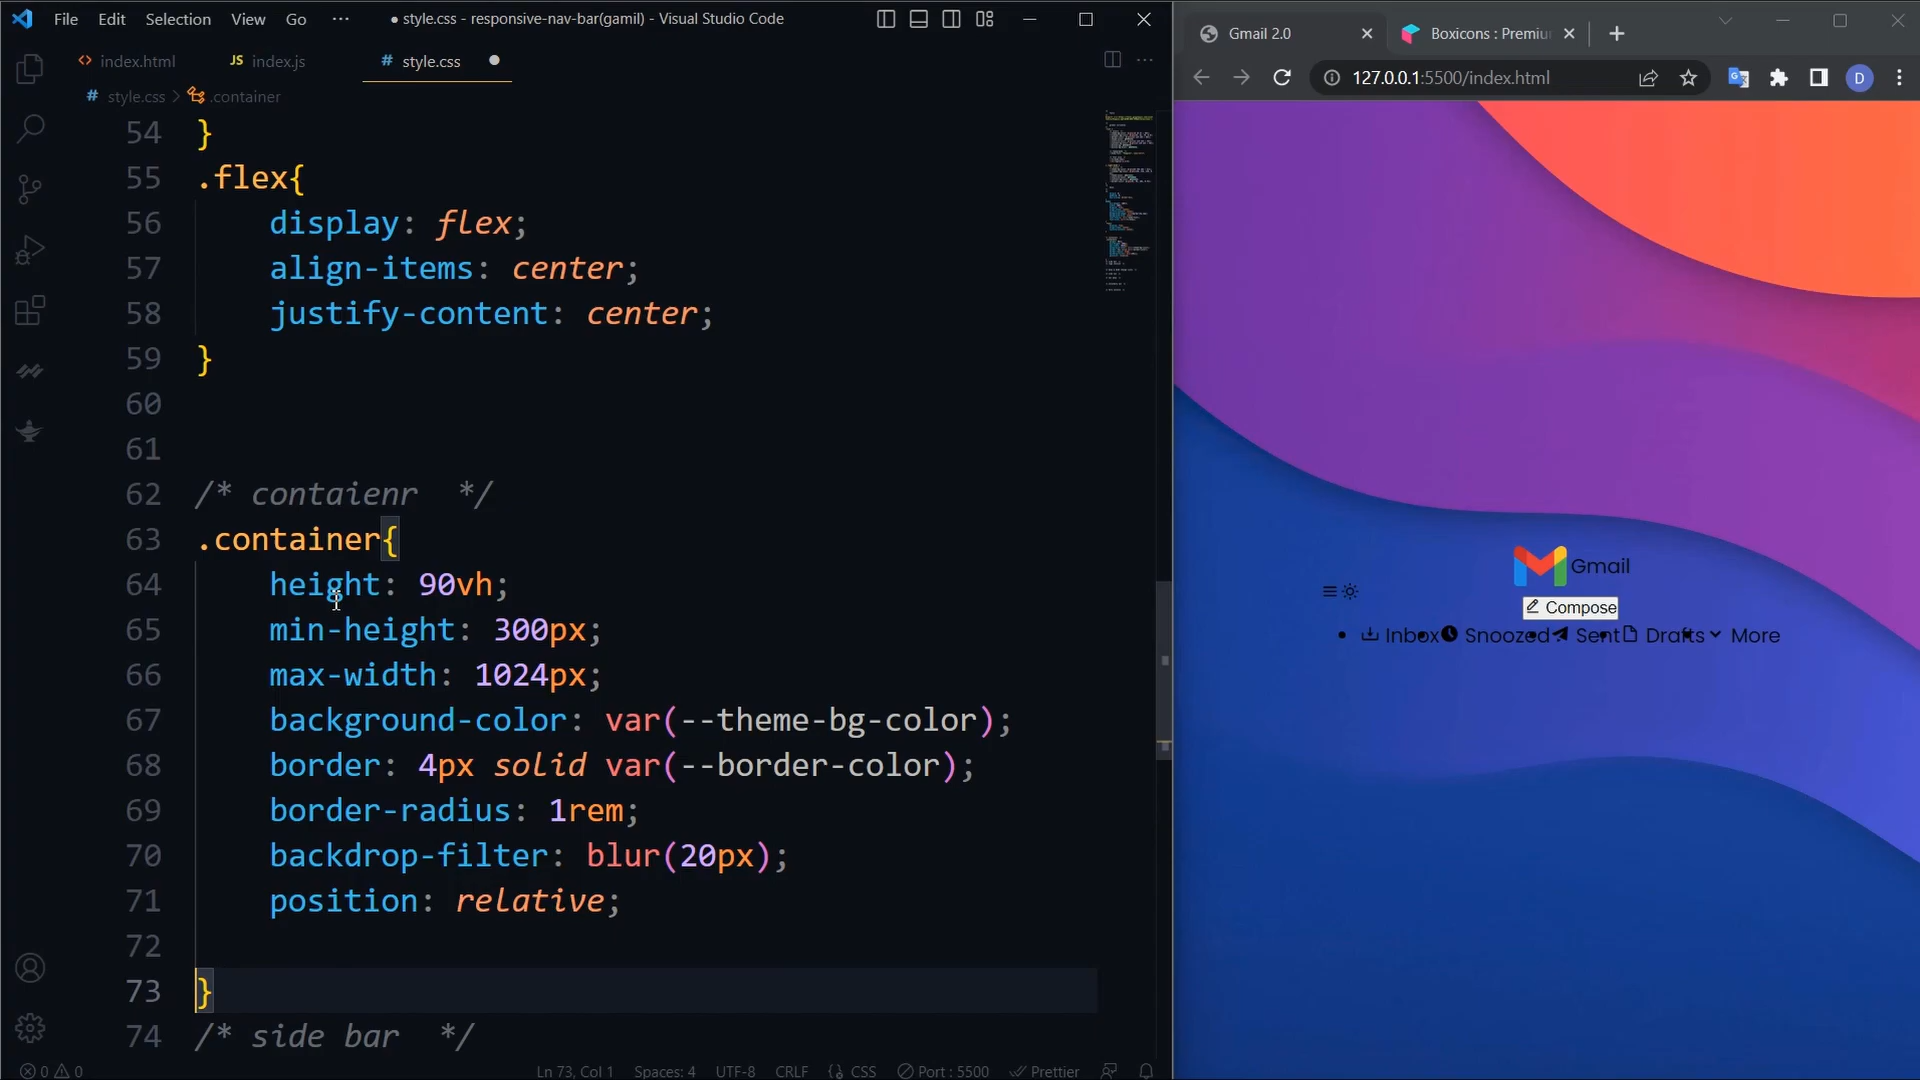 File Edit Selection View Go ··· ● style.css - responsive-nav-bar(gamil) - Visual Studio Code
index.html JS index.js # style.css ●
# style.css > .container
54 }
55 .flex{
56 display: flex;
57 align-items: center;
58 justify-content: center;
59 }
60
61
62 /* contaienr */
63 .container{
64 height: 90vh;
65 min-height: 300px;
66 max-width: 1024px;
67 background-color: var(--theme-bg-color);
68 border: 4px solid var(--border-color);
69 border-radius: 1rem;
70 backdrop-filter: blur(20px);
71 position: relative;
72
73 }
74 /* side bar */
0 0 Ln 73, Col 1 Spaces: 4 UTF-8 CRLF CSS Port : 5500 Prettier
Gmail 2.0 Boxicons : Premiu
127.0.0.1:5500/index.html D
Gmail
Compose
Inbox Snoozed Sent Drafts More